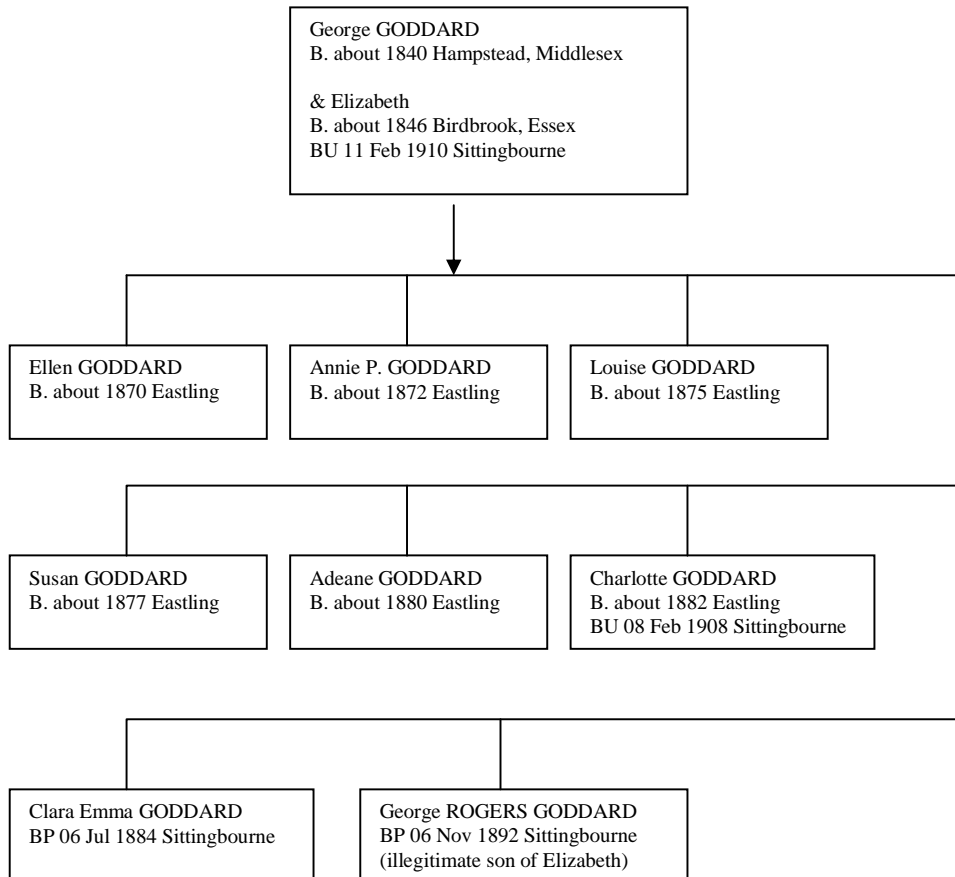 George GODDARD
B. about 1840 Hampstead, Middlesex
& Elizabeth
B. about 1846 Birdbrook, Essex
BU 11 Feb 1910 Sittingbourne
Ellen GODDARD
B. about 1870 Eastling
Annie P. GODDARD
B. about 1872 Eastling
Louise GODDARD
B. about 1875 Eastling
Susan GODDARD
B. about 1877 Eastling
Adeane GODDARD
B. about 1880 Eastling
Charlotte GODDARD
B. about 1882 Eastling
BU 08 Feb 1908 Sittingbourne
Clara Emma GODDARD
BP 06 Jul 1884 Sittingbourne
George ROGERS GODDARD
BP 06 Nov 1892 Sittingbourne
(illegitimate son of Elizabeth)